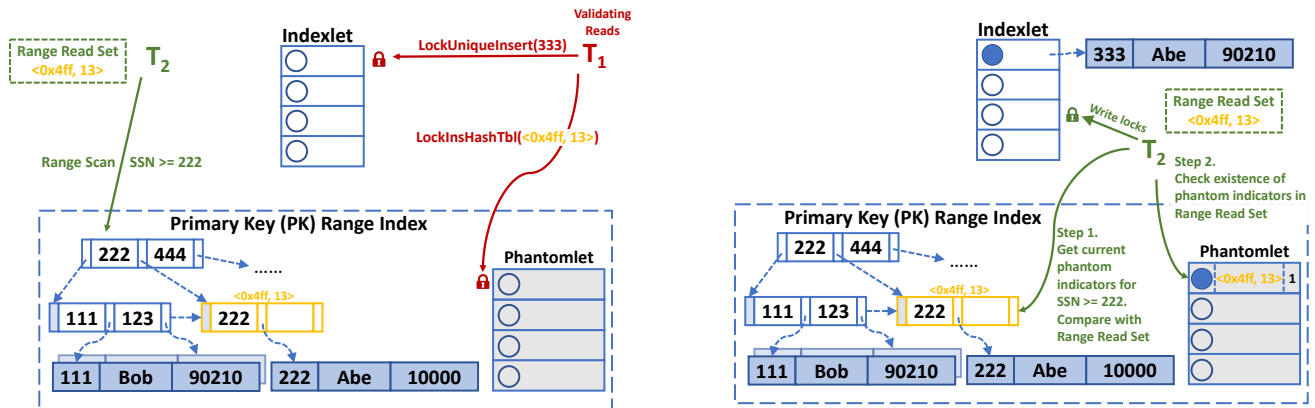 Validating
Reads
Indexlet
T1
LockUniqueInsert(333)
Range Read Set
<0x4ff, 13>
T2
LockInsHashTbl(<0x4ff, 13>)
Range Scan
SSN >= 222
Primary Key (PK) Range Index
222 444
......
Phantomlet
<0x4ff, 13>
111 123
222
111 Bob 90210
222 Abe 10000
Indexlet
333 Abe 90210
Range Read Set
<0x4ff, 13>
Write locks
T2
Step 2.
Check existence of
phantom indicators in
Range Read Set
Primary Key (PK) Range Index
222 444
......
Step 1.
Get current
phantom
indicators for
SSN >= 222.
Compare with
Range Read Set
Phantomlet
<0x4ff, 13> 1
<0x4ff, 13>
111 123
222
111 Bob 90210
222 Abe 10000